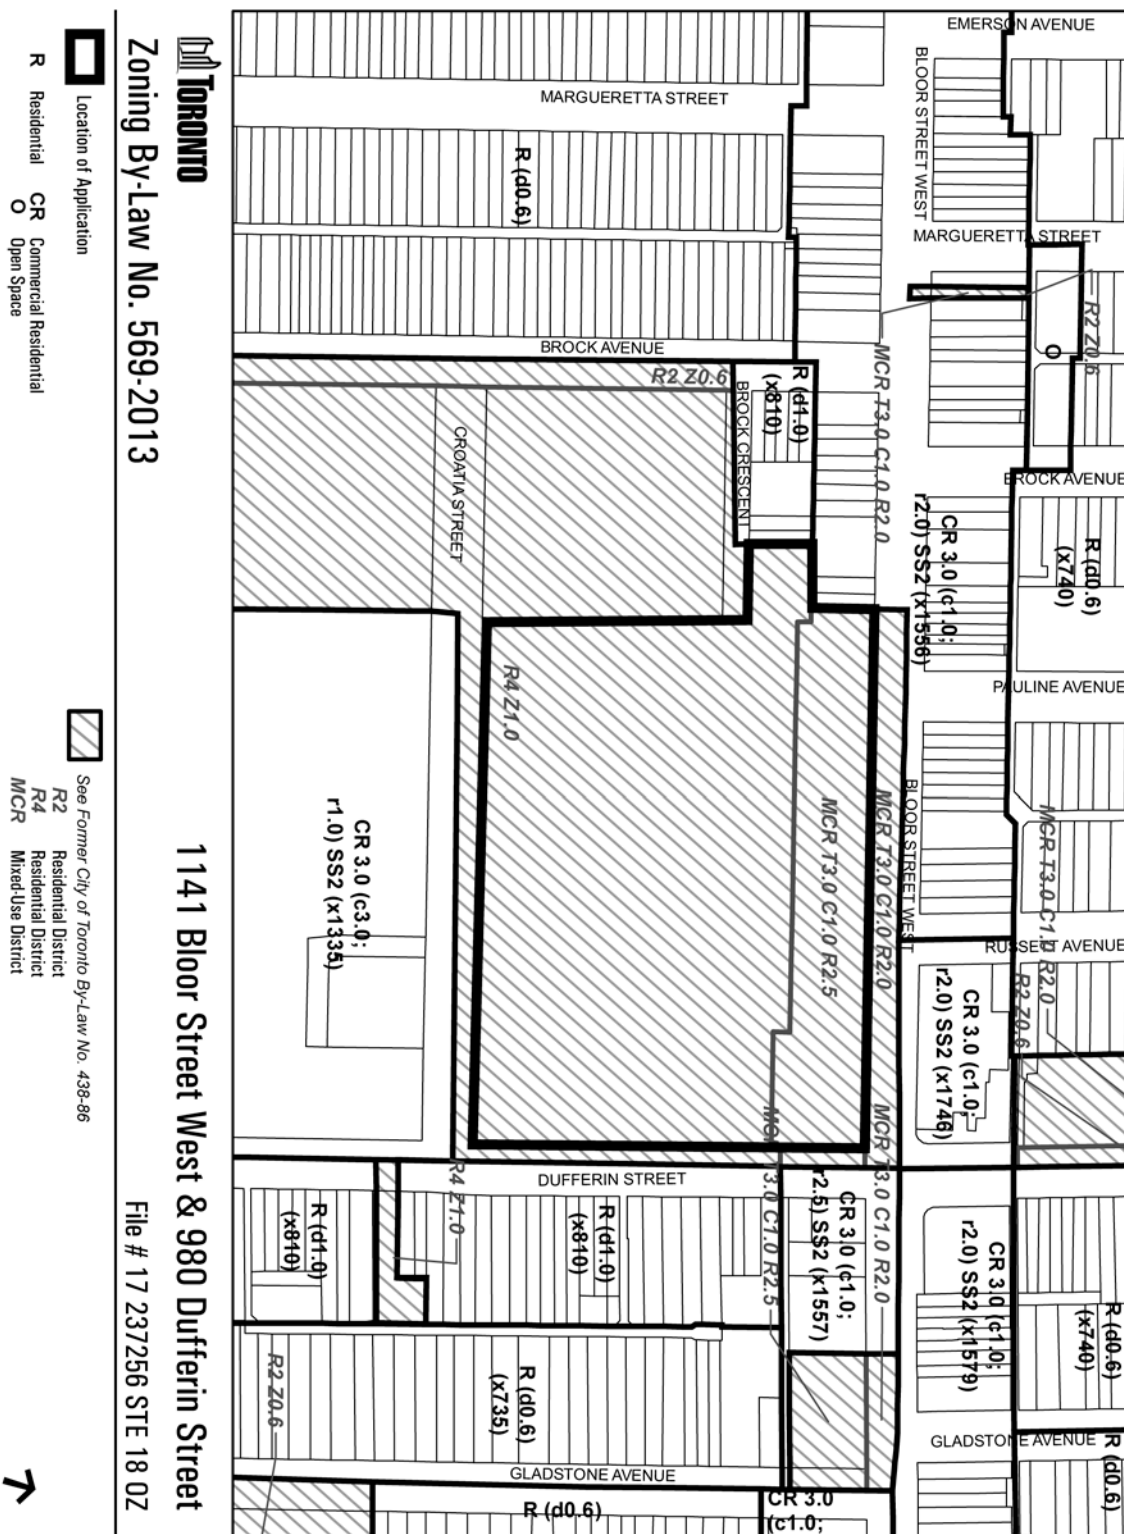 EMERSON AVENUE
BLOOR STREET WEST
MARGUERETTA STREET
R (d0.6)
MARGUERETTA STREET
R2 Z0.6
O
BROCK AVENUE
R2 Z0.6
BROCK CRESCENT
R (d1.0)
(x810)
MCR T3.0 C1.0 R2.0
BROCK AVENUE
CROATIA STREET
CR 3.0 (c1.0;
r2.0) SS2 (x1556)
R (d0.6)
(x740)
PAULINE AVENUE
R4 Z1.0
MCR T3.0 C1.0 R2.5
MCR T3.0 C1.0 R2.0
BLOOR STREET WEST
MCR T3.0 C1.0 R2.0
RUSSETT AVENUE
R2 Z0.6
CR 3.0 (c3.0;
r1.0) SS2 (x1335)
CR 3.0 (c1.0;
r2.0) SS2 (x1746)
DUFFERIN STREET
R4 Z1.0
R (d1.0)
(x810)
R (d1.0)
(x810)
MCR T3.0 C1.0 R2.5
CR 3.0 (c1.0;
r2.5) SS2 (x1557)
MCR T3.0 C1.0 R2.0
CR 3.0 (c1.0;
r2.0) SS2 (x1579)
R (d0.6)
(x740)
R2 Z0.6
R (d0.6)
(x735)
GLADSTONE AVENUE
GLADSTONE AVENUE
R (d0.6)
R (d0.6)
CR 3.0
(c1.0;
TORONTO
1141 Bloor Street West & 980 Dufferin Street
Zoning By-Law No. 569-2013
File # 17 237256 STE 18 OZ
Location of Application
R Residential
CR Commercial Residential
O Open Space
See Former City of Toronto By-Law No. 438-86
R2 Residential District
R4 Residential District
MCR Mixed-Use District